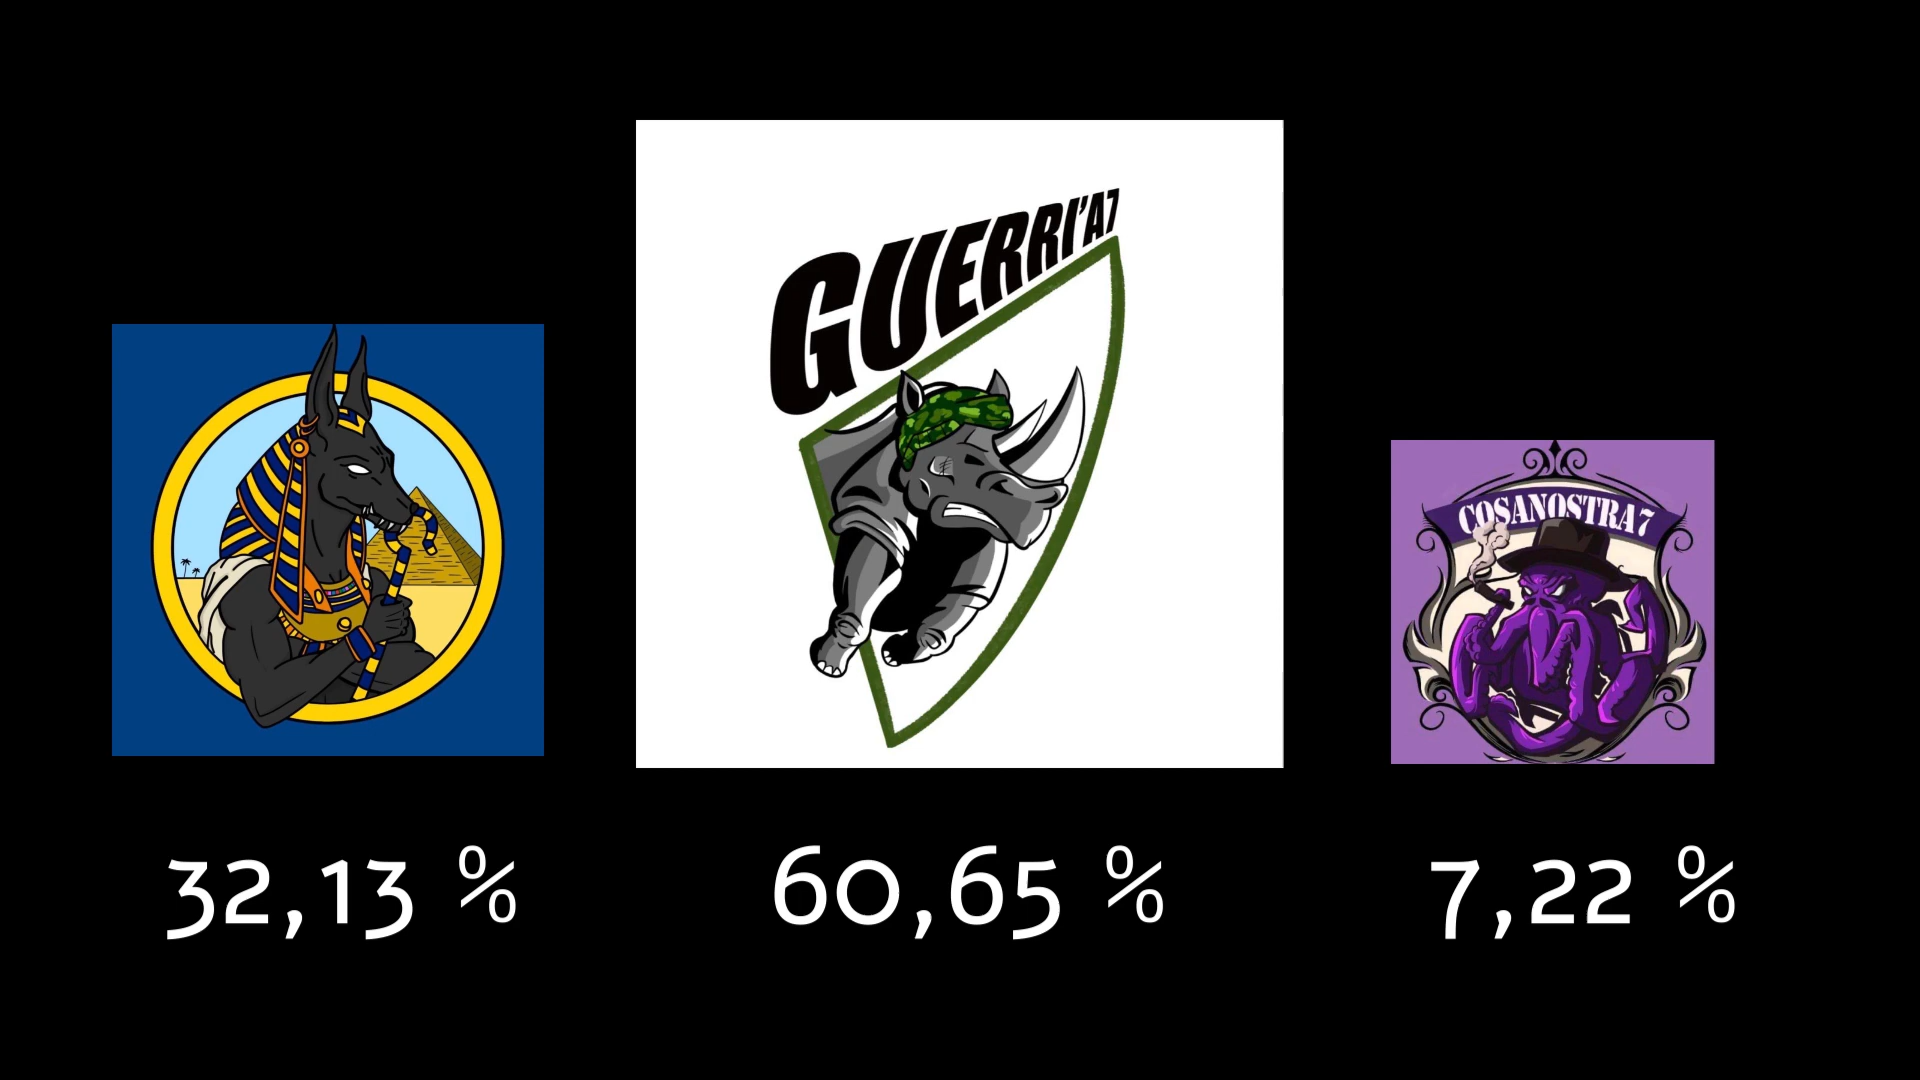 GUERRI'A7
COSANOSTRA7
32,13 %
60,65 %
7,22 %